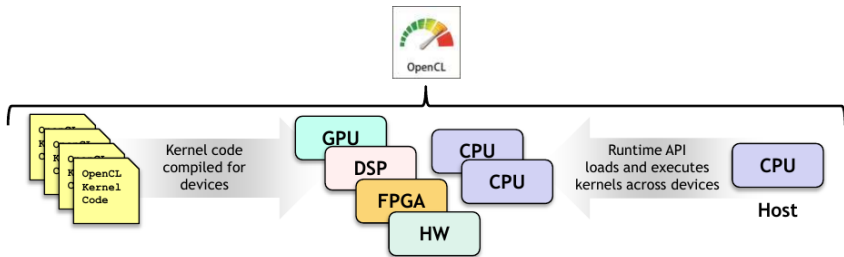 OpenCL
OpenCL
Kernel
Code
Kernel code
compiled for
devices
GPU
DSP
FPGA
HW
CPU
CPU
Runtime API
loads and executes
kernels across devices
CPU
Host